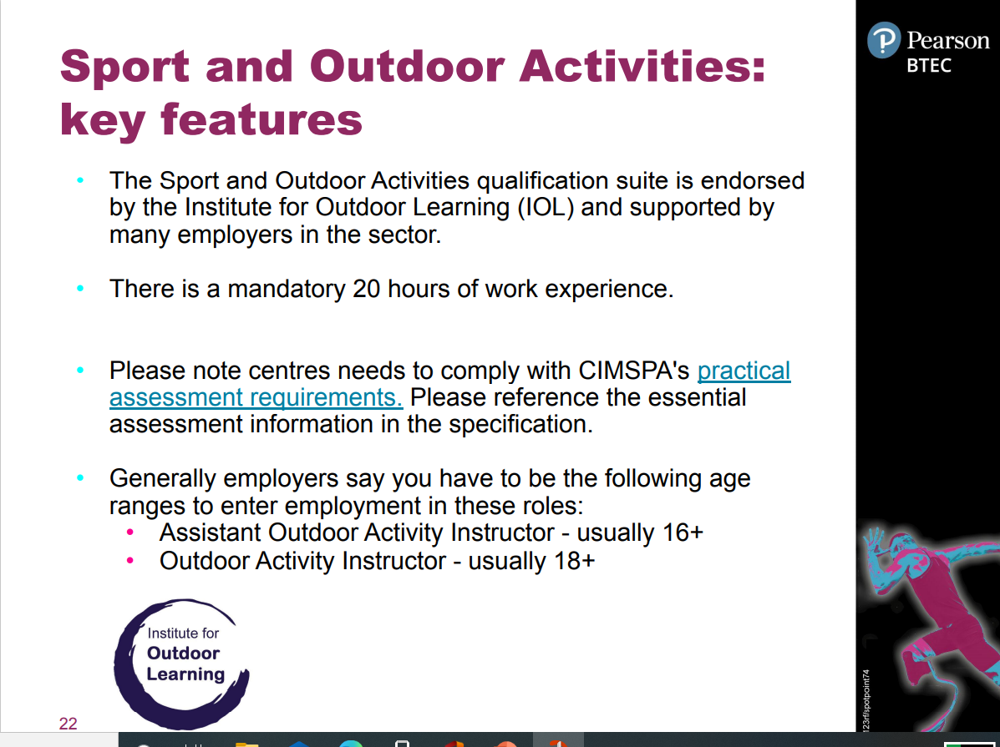 Sport and Outdoor Activities:
key features
• The Sport and Outdoor Activities qualification suite is endorsed
by the Institute for Outdoor Learning (IOL) and supported by
many employers in the sector.
• There is a mandatory 20 hours of work experience.
• Please note centres needs to comply with CIMSPA's practical
assessment requirements. Please reference the essential
assessment information in the specification.
• Generally employers say you have to be the following age
ranges to enter employment in these roles:
• Assistant Outdoor Activity Instructor - usually 16+
• Outdoor Activity Instructor - usually 18+
Institute for
Outdoor
Learning
22
Pearson
BTEC
123rf/spotpoint74